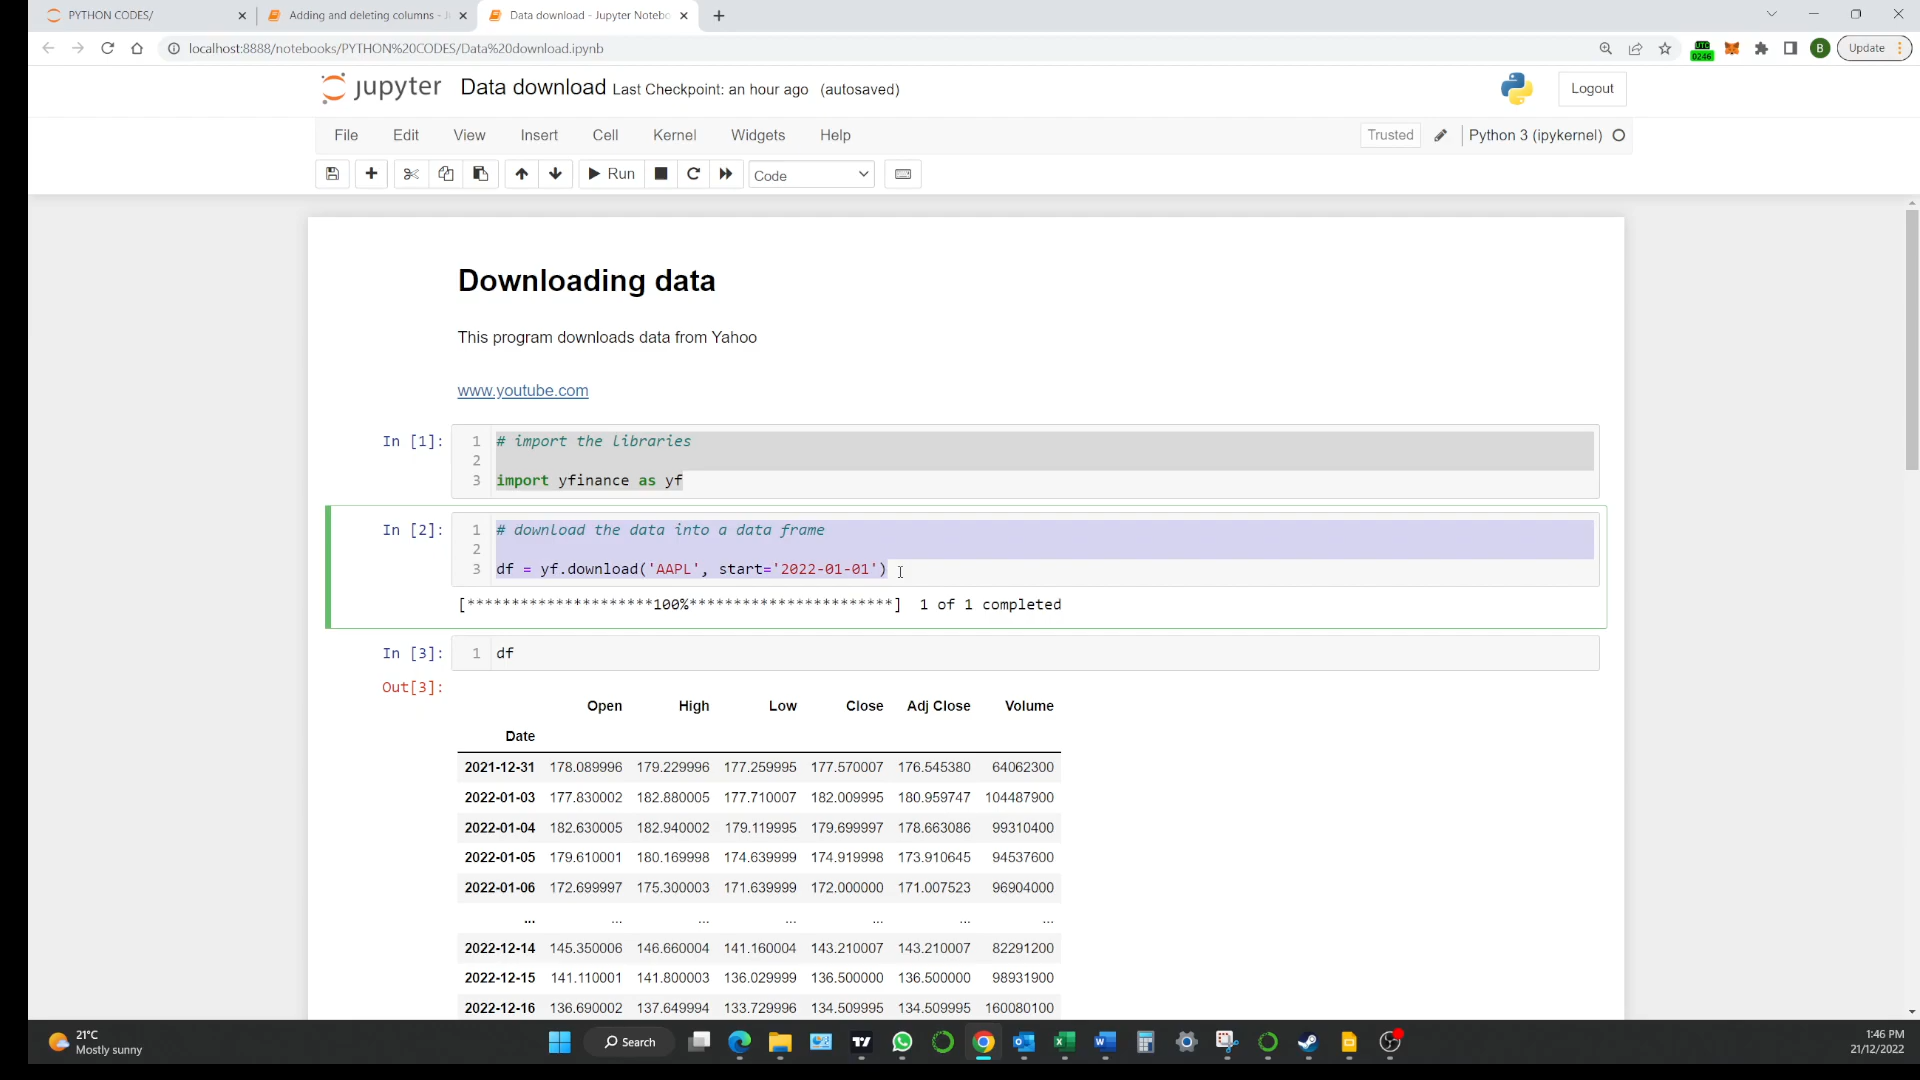 PYTHON CODES/
Adding and deleting columns - J
Data download - Jupyter Notebo
localhost:8888/notebooks/PYTHON%20CODES/Data%20download.ipynb
UTC
0246
B
Update
jupyter Data download Last Checkpoint: an hour ago (autosaved)
Logout
File Edit View Insert Cell Kernel Widgets Help
Trusted
Python 3 (ipykernel)
Run
Code
Downloading data
This program downloads data from Yahoo
www.youtube.com
In [1]:
1 # import the libraries
2
3 import yfinance as yf
In [2]:
1 # download the data into a data frame
2
3 df = yf.download('AAPL', start='2022-01-01')
[*********************100%***********************] 1 of 1 completed
In [3]:
1 df
Out[3]:
Open High Low Close Adj Close Volume
Date
2021-12-31 178.089996 179.229996 177.259995 177.570007 176.545380 64062300
2022-01-03 177.830002 182.880005 177.710007 182.009995 180.959747 104487900
2022-01-04 182.630005 182.940002 179.119995 179.699997 178.663086 99310400
2022-01-05 179.610001 180.169998 174.639999 174.919998 173.910645 94537600
2022-01-06 172.699997 175.300003 171.639999 172.000000 171.007523 96904000
... ... ... ... ... ... ...
2022-12-14 145.350006 146.660004 141.160004 143.210007 143.210007 82291200
2022-12-15 141.110001 141.800003 136.029999 136.500000 136.500000 98931900
2022-12-16 136.690002 137.649994 133.729996 134.509995 134.509995 160080100
21°C
Mostly sunny
Search
1:46 PM
21/12/2022